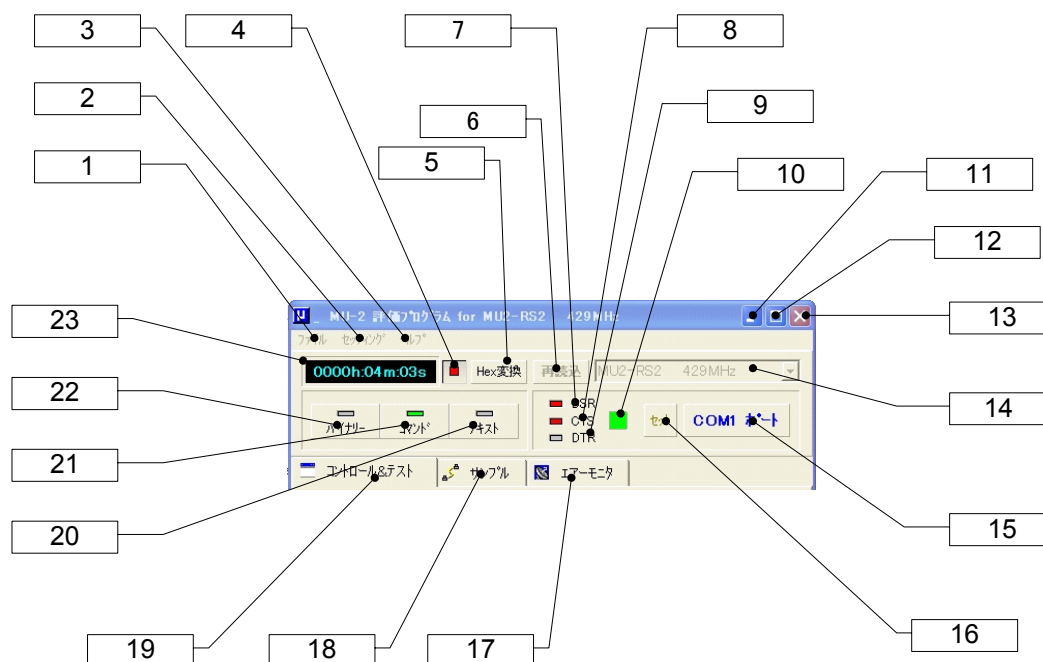 3
4
7
8
2
9
6
1
5
10
11
12
23
13
MU-2 評価プログラム for MU2-RS2 429MHz
ファイル セッティング ヘルプ
0000h:04m:03s
Hex変換
再読込
MU2-RS2 429MHz
22
14
DSR
CTS
DTR
バイナリー
コマンド
テキスト
セット
COM1 ポート
21
コントロール&テスト
サンプル
エアーモニタ
20
15
19
18
17
16